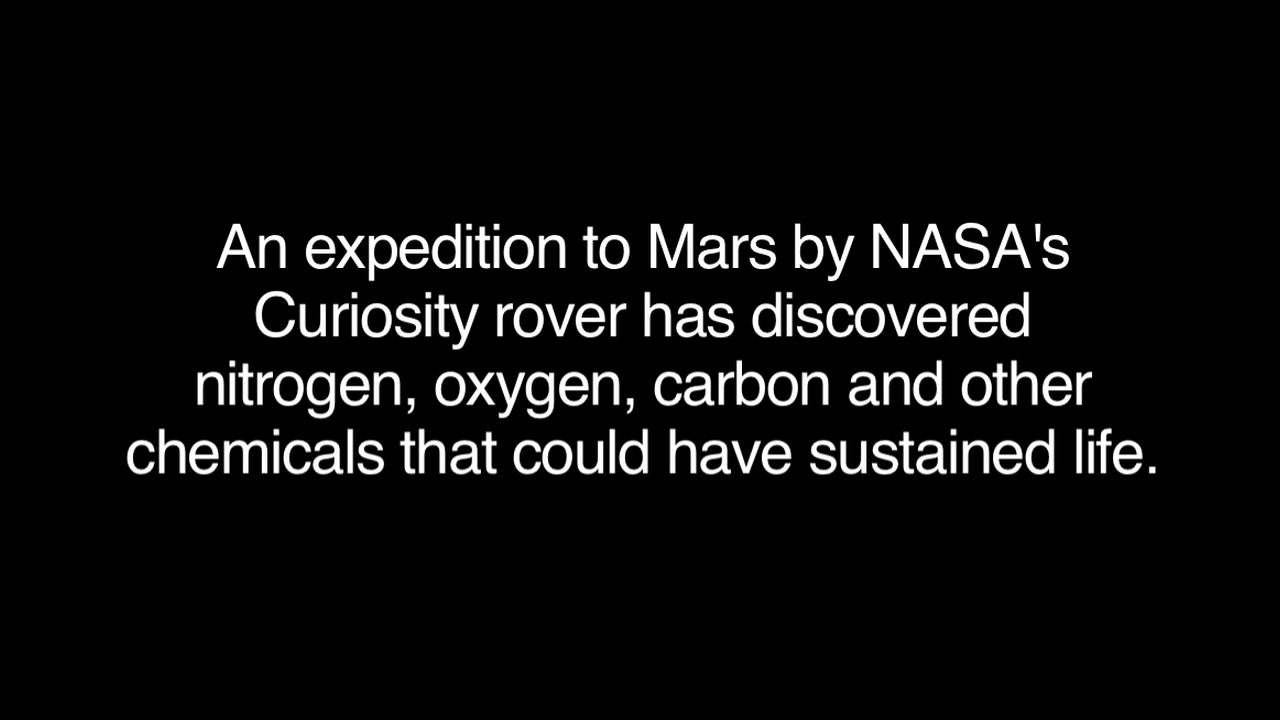 An expedition to Mars by NASA's
Curiosity rover has discovered
nitrogen, oxygen, carbon and other
chemicals that could have sustained life.